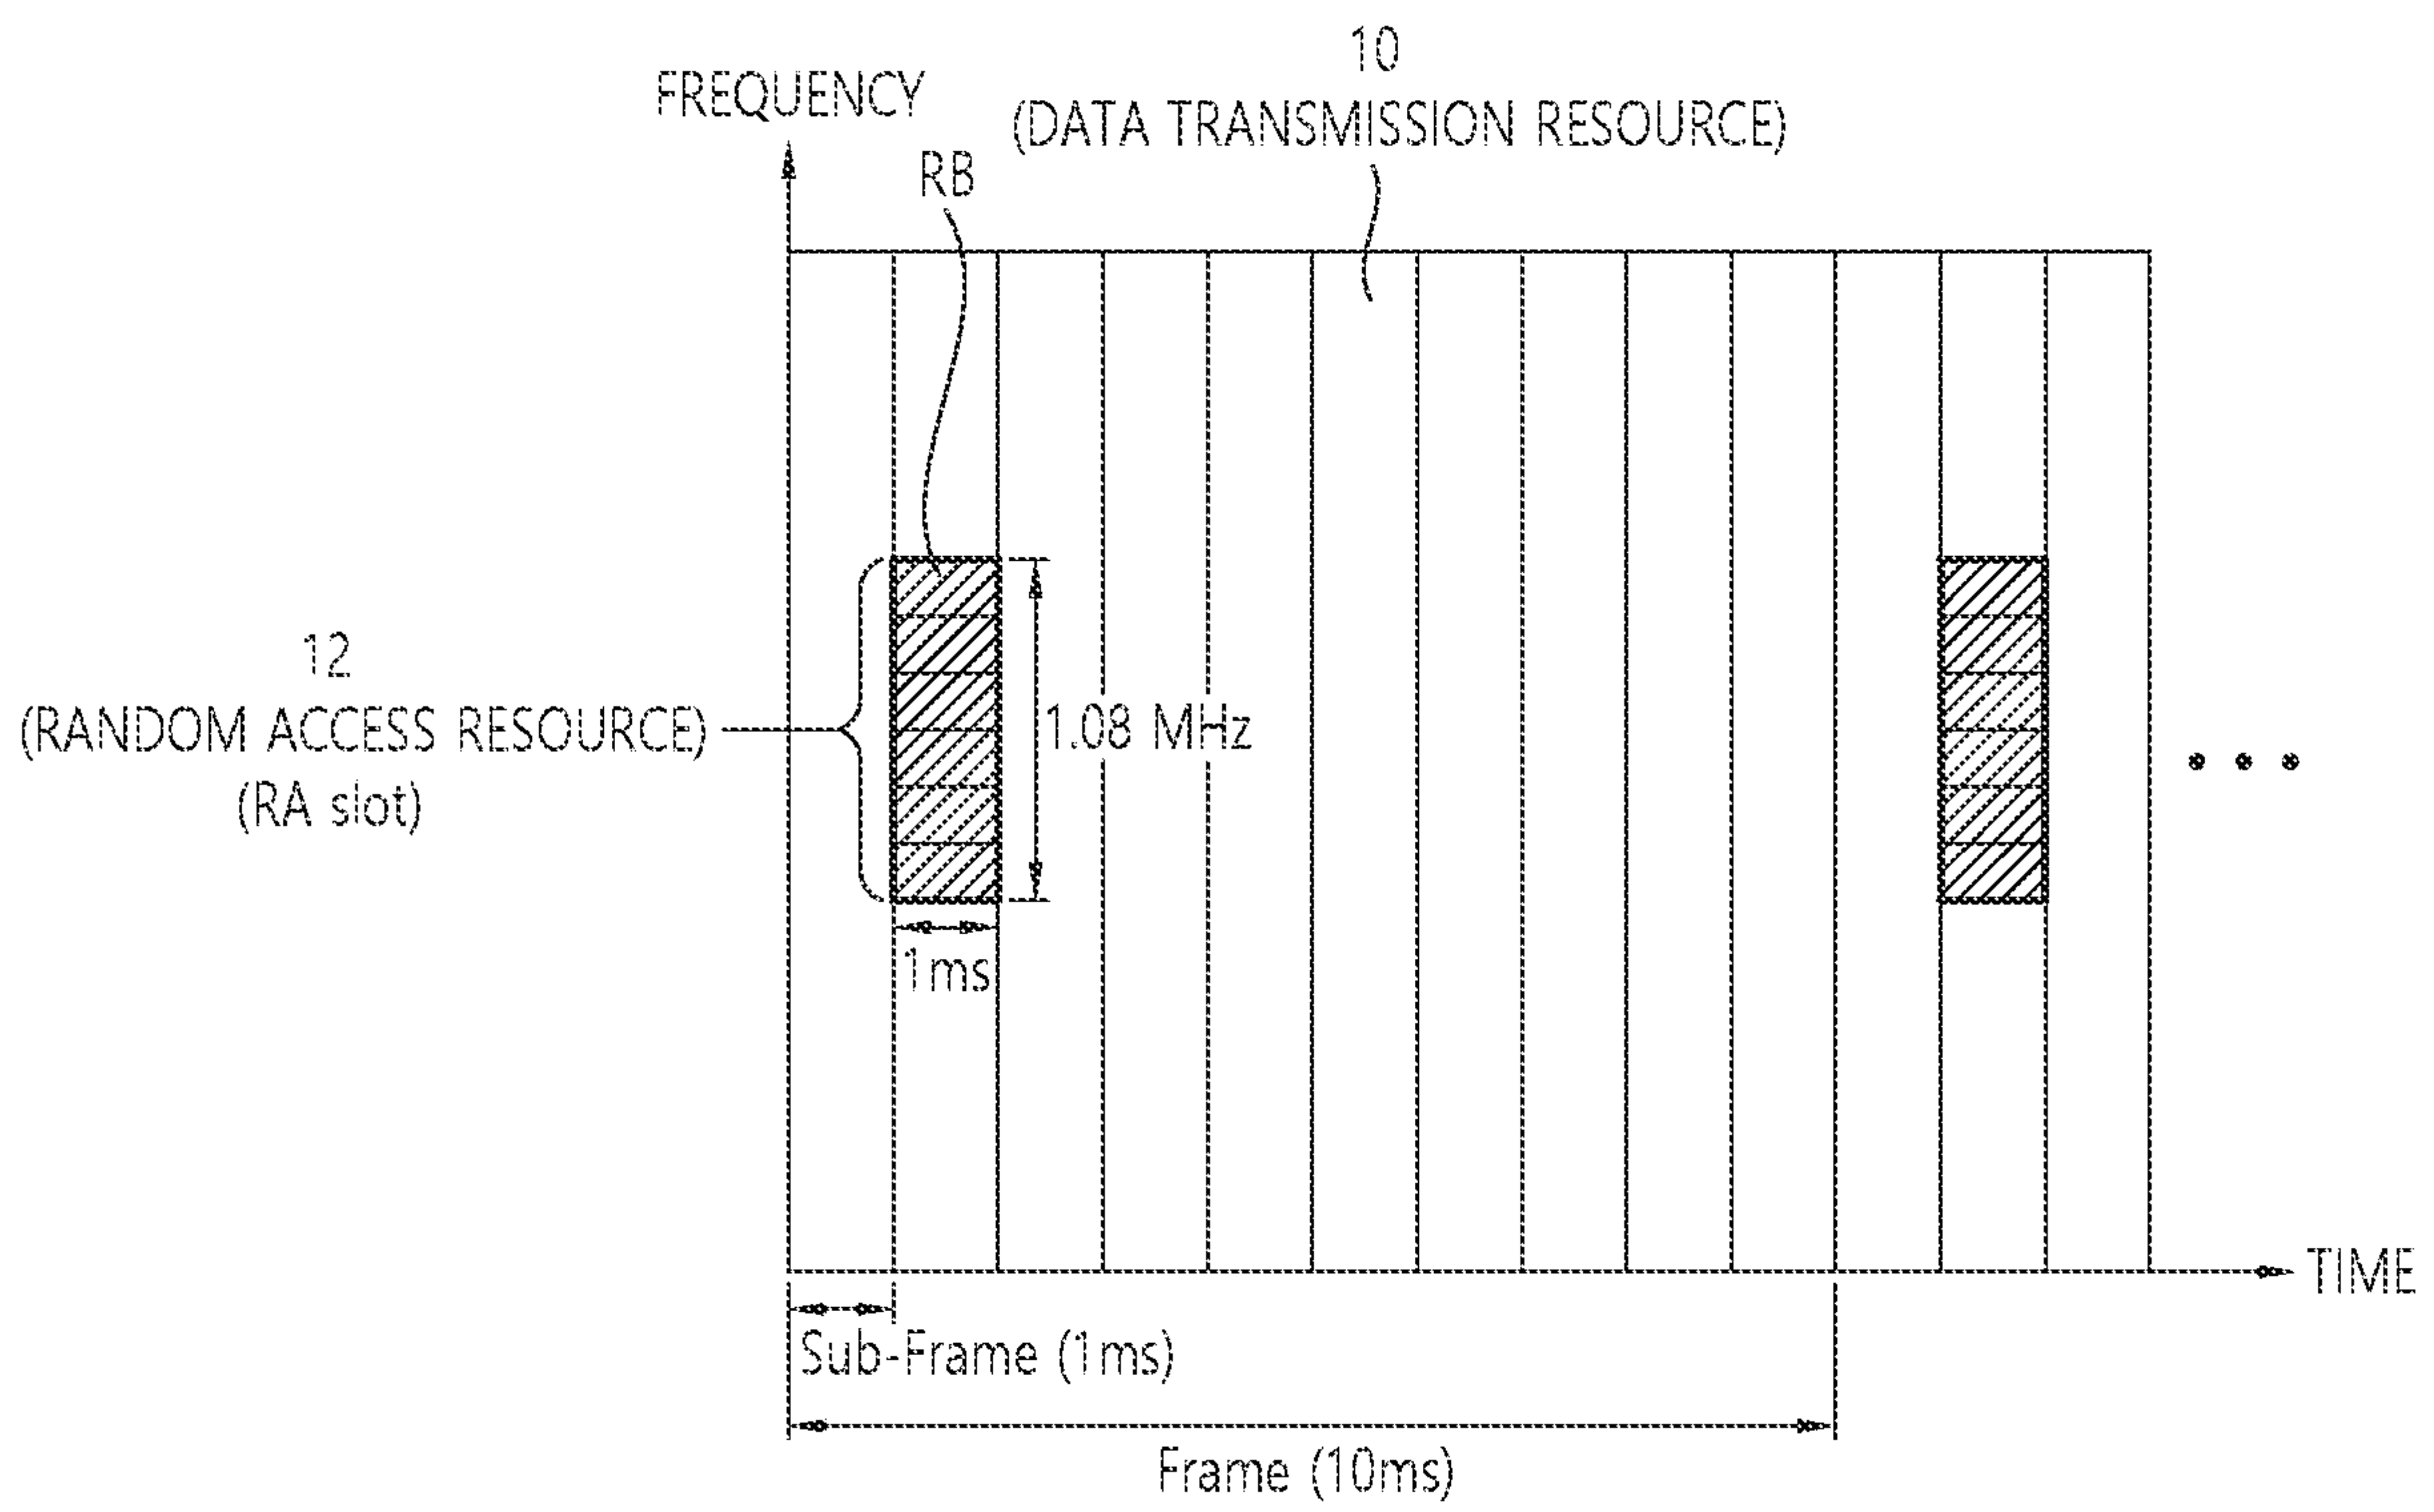 10
FREQUENCY
(DATA TRANSMISSION RESOURCE)
RB
12
(RANDOM ACCESS RESOURCE)
(RA slot)
1.08 MHz
1ms
TIME
Sub-Frame (1ms)
Frame (10ms)